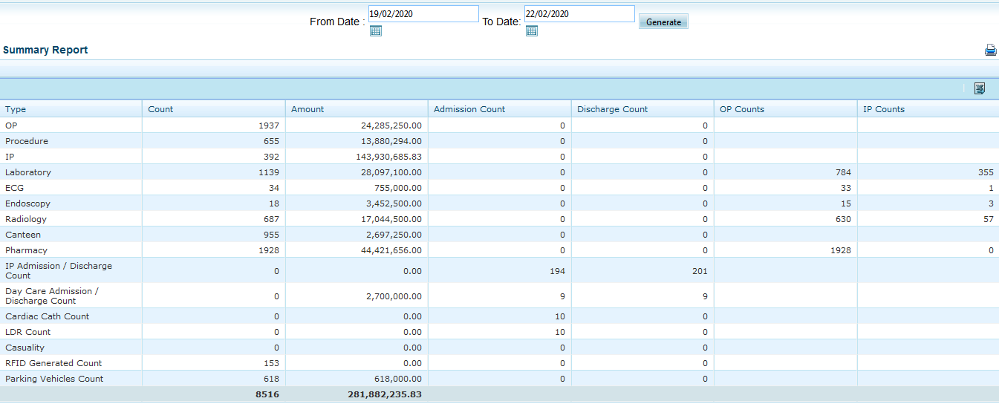 From Date : 19/02/2020 To Date: 22/02/2020 Generate
Summary Report
Type Count Amount Admission Count Discharge Count OP Counts IP Counts
OP 1937 24,285,250.00 0 0
Procedure 655 13,880,294.00 0 0
IP 392 143,930,685.83 0 0
Laboratory 1139 28,097,100.00 0 0 784 355
ECG 34 755,000.00 0 0 33 1
Endoscopy 18 3,452,500.00 0 0 15 3
Radiology 687 17,044,500.00 0 0 630 57
Canteen 955 2,697,250.00 0 0
Pharmacy 1928 44,421,656.00 0 0 1928 0
IP Admission / Discharge
Count 0 0.00 194 201
Day Care Admission /
Discharge Count 0 2,700,000.00 9 9
Cardiac Cath Count 0 0.00 10 0
LDR Count 0 0.00 10 0
Casuality 0 0.00 0 0
RFID Generated Count 153 0.00 0 0
Parking Vehicles Count 618 618,000.00 0 0
8516 281,882,235.83